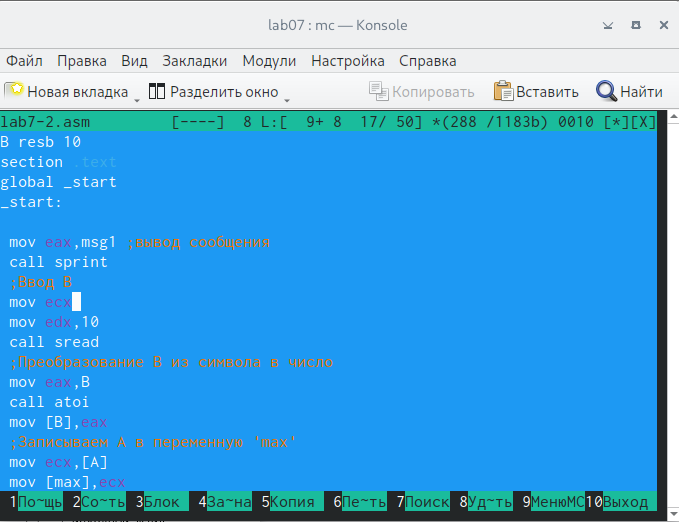 lab07 : mc — Konsole
Файл Правка Вид Закладки Модули Настройка Справка
Новая вкладка Разделить окно Копировать Вставить Найти
lab7-2.asm [----] 8 L:[ 9+ 8 17/ 50] *(288 /1183b) 0010 [*][X]
B resb 10
section .text
global _start
_start:
mov eax,msg1 ;вывод сообщения
call sprint
;Ввод B
mov ecx
mov edx,10
call sread
;Преобразование B из символа в число
mov eax,B
call atoi
mov [B],eax
;Записываем A в переменную 'max'
mov ecx,[A]
mov [max],ecx
1По~щь 2Со~ть 3Блок 4За~на 5Копия 6Пе~ть 7Поиск 8Уд~ть 9МенюMC 10Выход